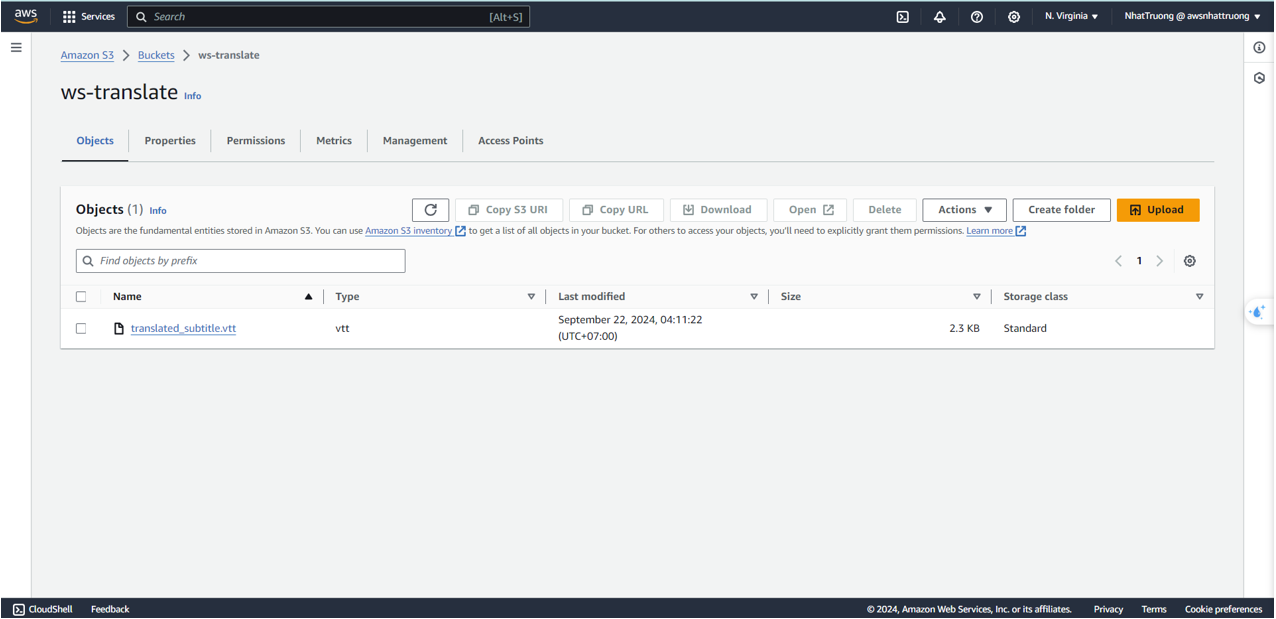 aws Services Search [Alt+S] N. Virginia NhatTruong @ awsnhattruong
Amazon S3 Buckets ws-translate
ws-translate Info
Objects Properties Permissions Metrics Management Access Points
Objects (1) Info Copy S3 URI Copy URL Download Open Delete Actions Create folder Upload
Objects are the fundamental entities stored in Amazon S3. You can use Amazon S3 inventory to get a list of all objects in your bucket. For others to access your objects, you'll need to explicitly grant them permissions. Learn more
Find objects by prefix 1
Name Type Last modified Size Storage class
translated_subtitle.vtt vtt September 22, 2024, 04:11:22 (UTC+07:00) 2.3 KB Standard
CloudShell Feedback © 2024, Amazon Web Services, Inc. or its affiliates. Privacy Terms Cookie preferences